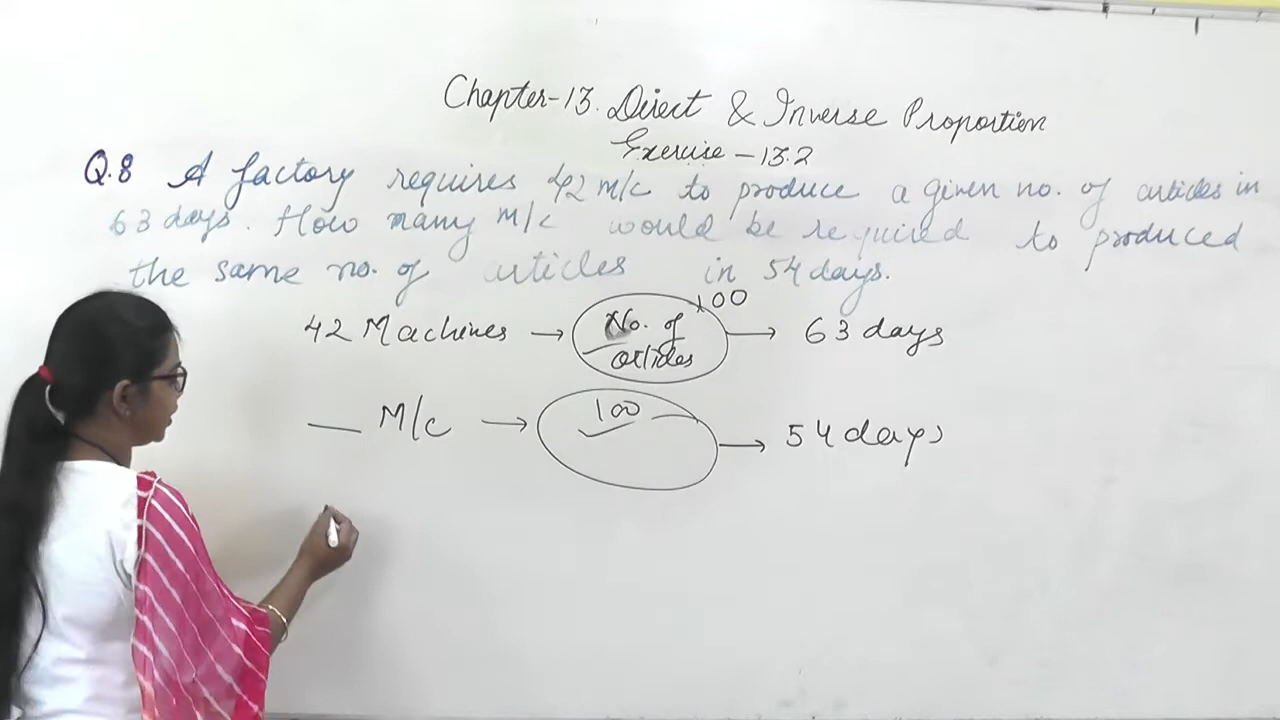 Chapter-13. Direct & Inverse Proportion
Exercise - 13.2
Q.8 A factory requires 42 m/c to produce a given no. of articles in
63 days. How many m/c would be required to produced
the same no. of articles in 54 days.
100
42 Machines → No. of articles → 63 days
__ M/c → 100 → 54 days